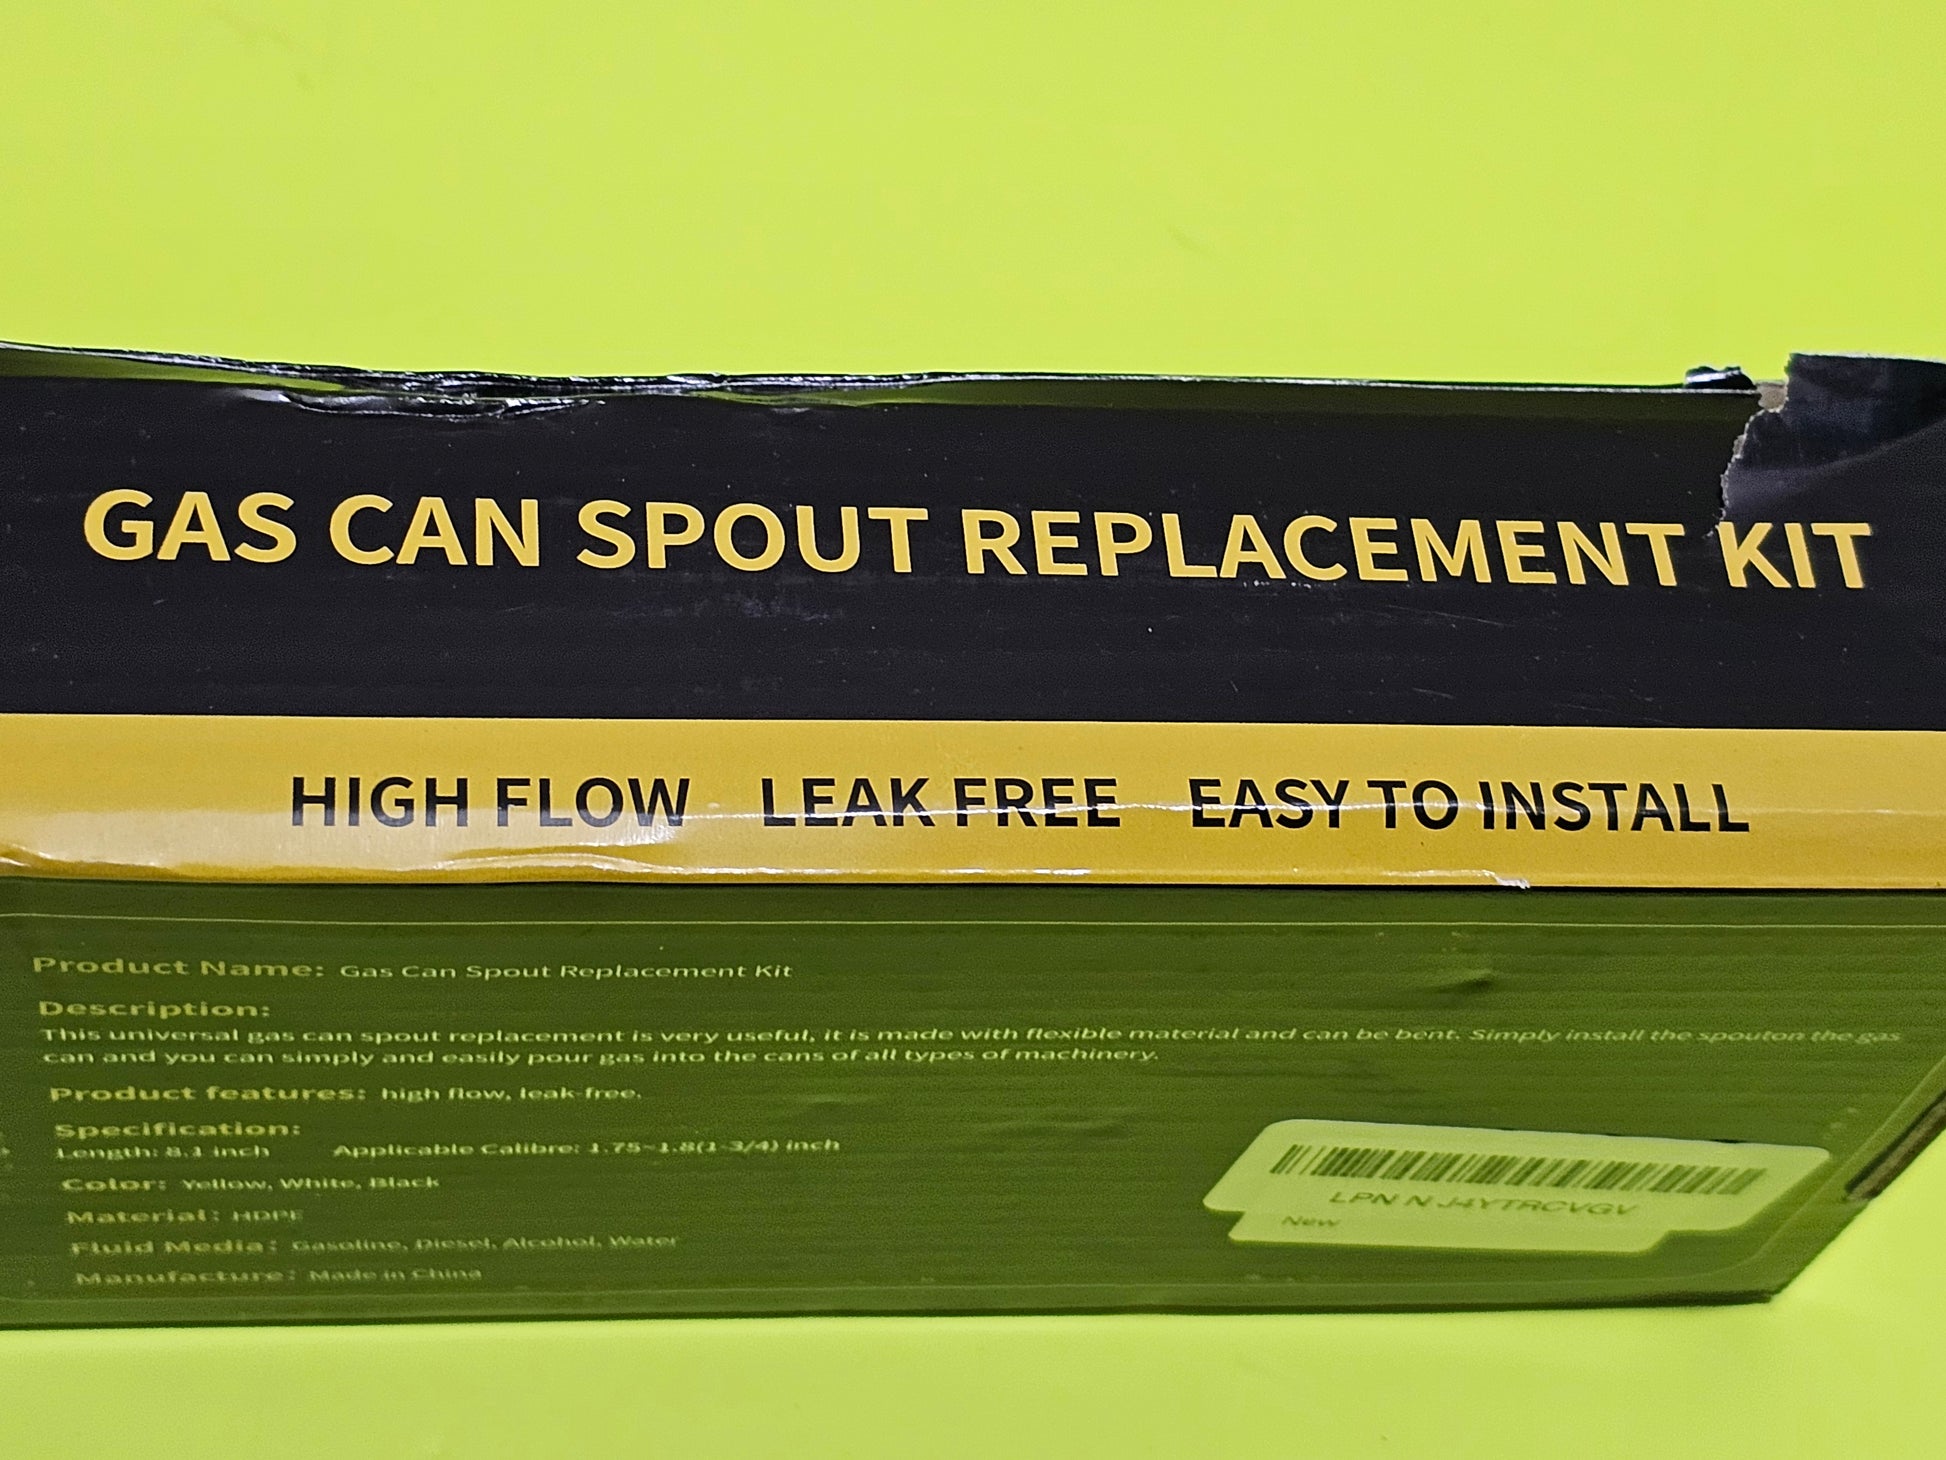 GAS CAN SPOUT REPLACEMENT KIT
HIGH FLOW LEAK FREE EASY TO INSTALL
Product Name: Gas Can Spout Replacement Kit
Description:
This universal gas can spout replacement is very useful, it is made with flexible material and can be bent. Simply install the spouton the gas
can and you can simply and easily pour gas into the cans of all types of machinery.
Product features: high flow, leak-free.
Specification:
Length: 8.1 inch Applicable Calibre: 1.75~1.8(1-3/4) inch
Color: Yellow, White, Black
Material: HDPE
Fluid Media: Gasoline, Diesel, Alcohol, Water
Manufacture: Made in China
LPN N J4YTRCVGV
New